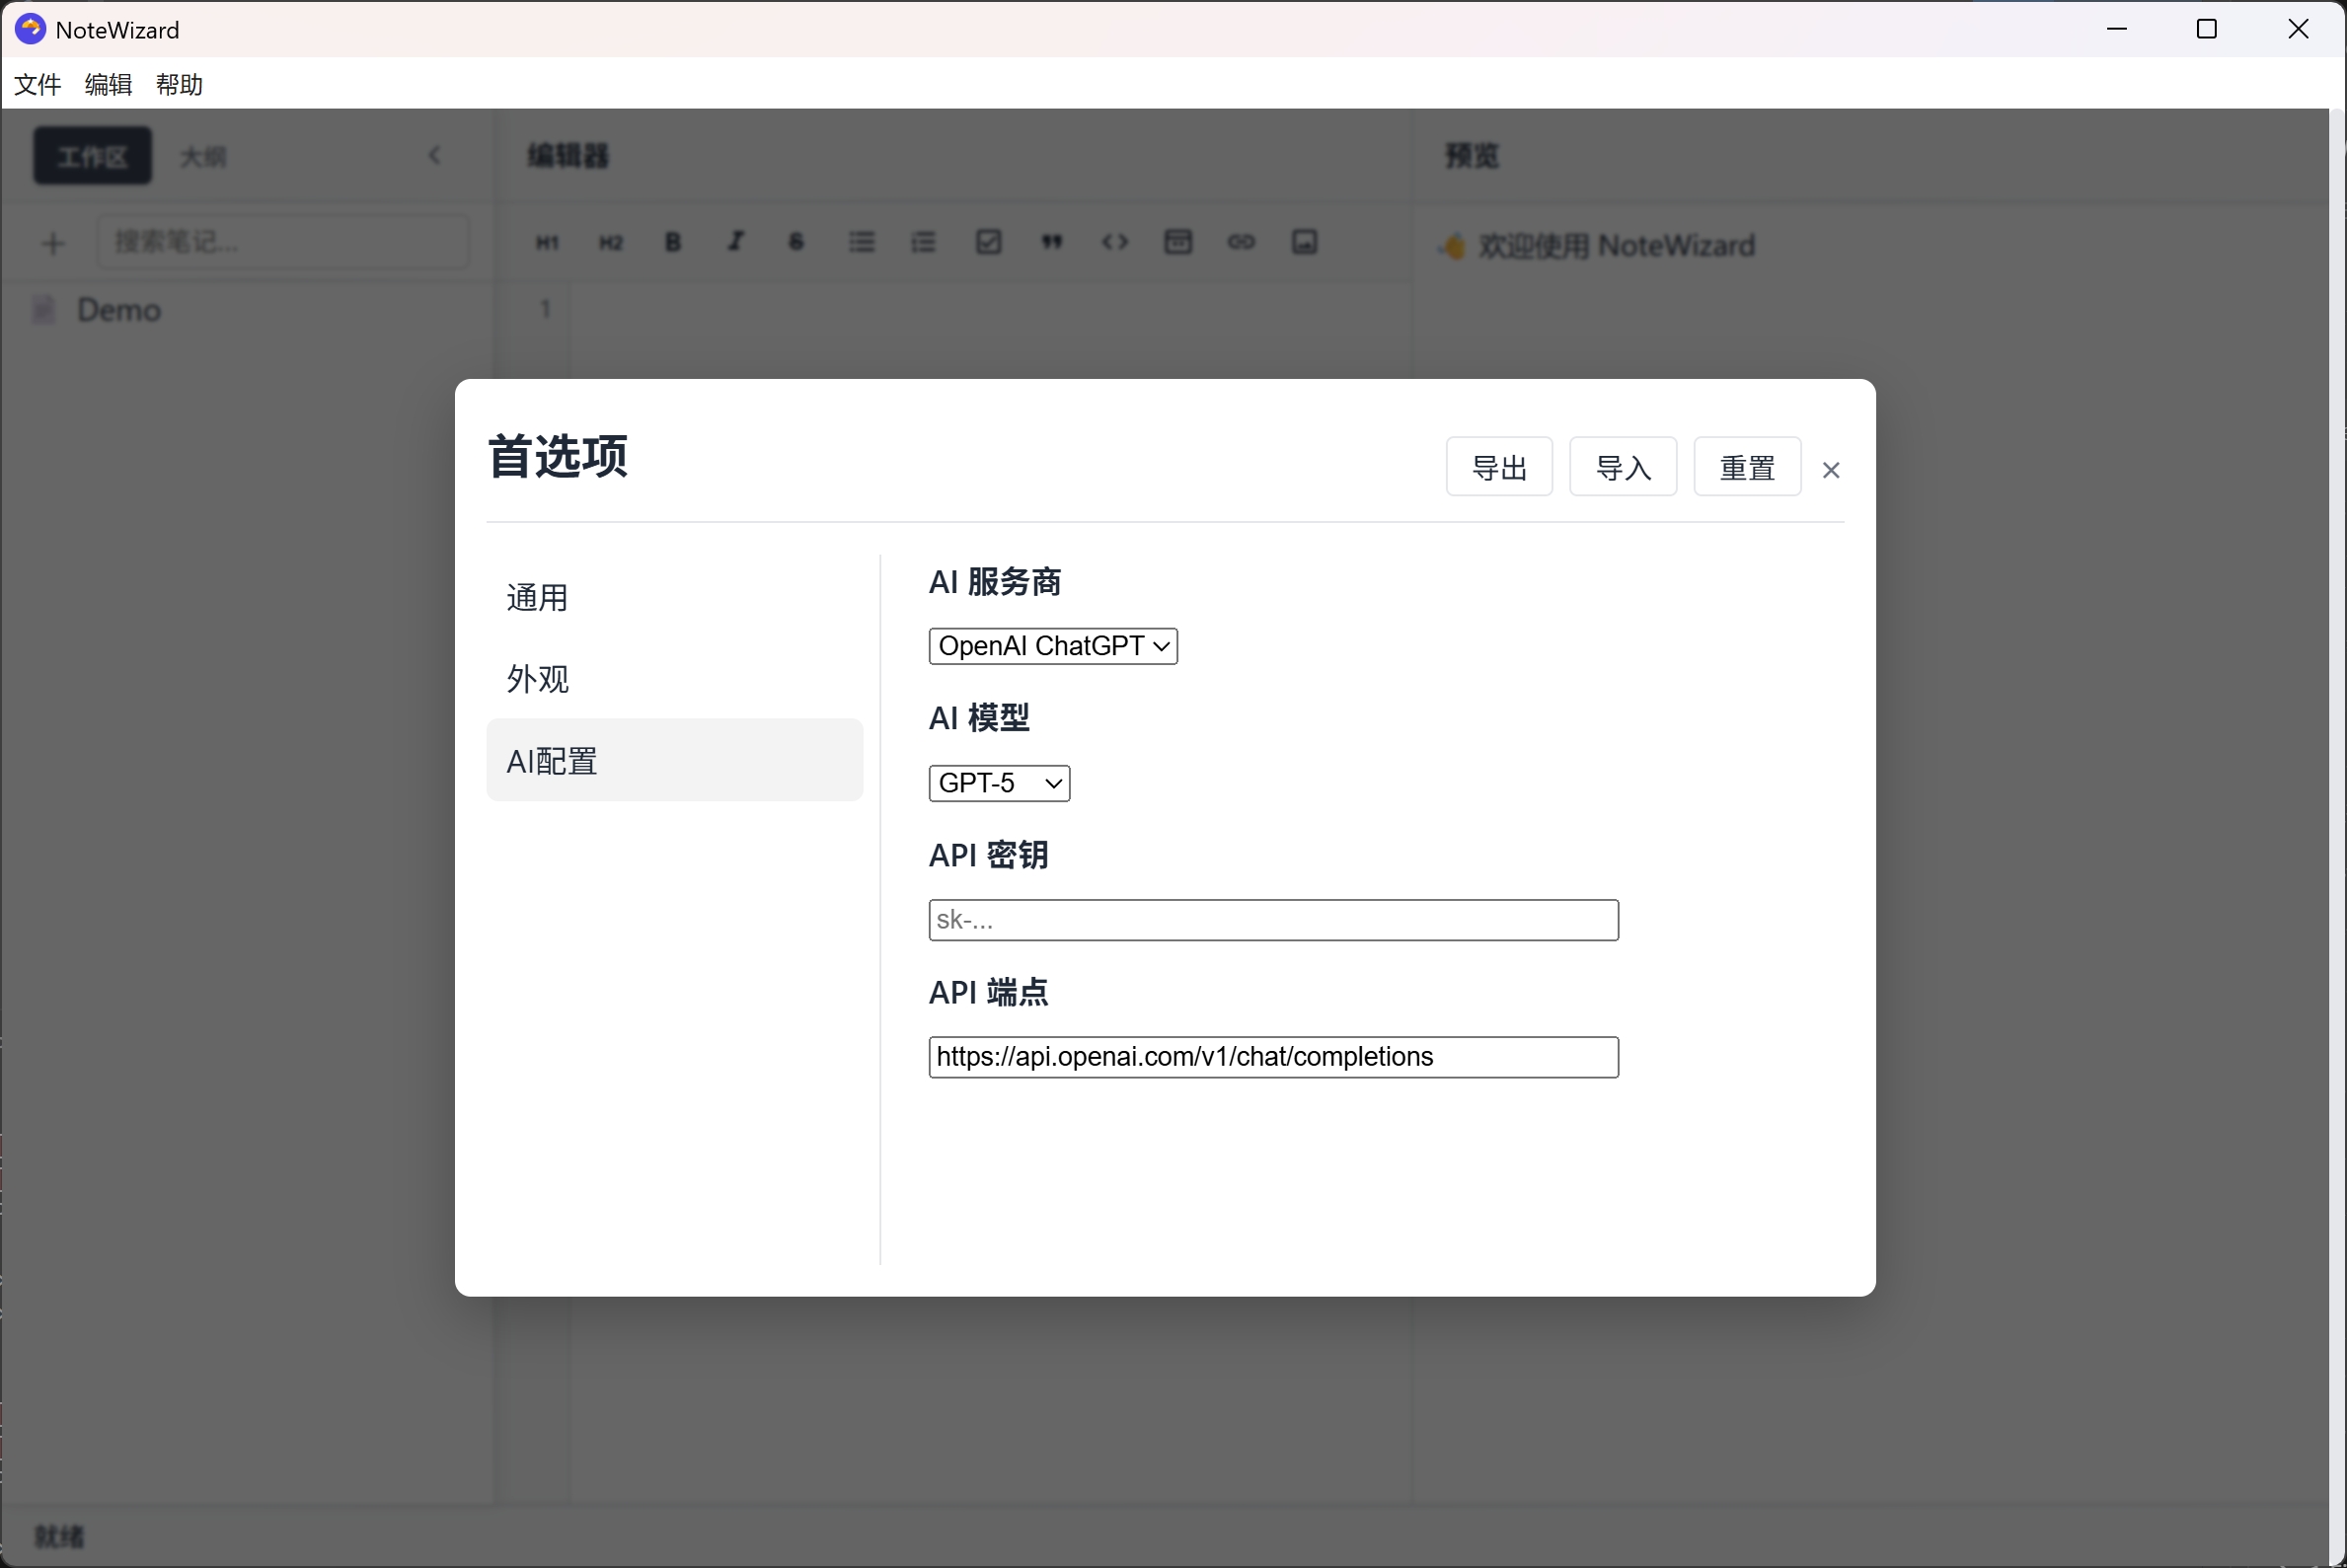 NoteWizard
文件 编辑 帮助
工作区 大纲
搜索笔记...
Demo
编辑器
H1 H2 B I S
1
预览
欢迎使用 NoteWizard
首选项
导出 导入 重置
通用
外观
AI配置
AI 服务商
OpenAI ChatGPT
AI 模型
GPT-5
API 密钥
sk-...
API 端点
https://api.openai.com/v1/chat/completions
就绪